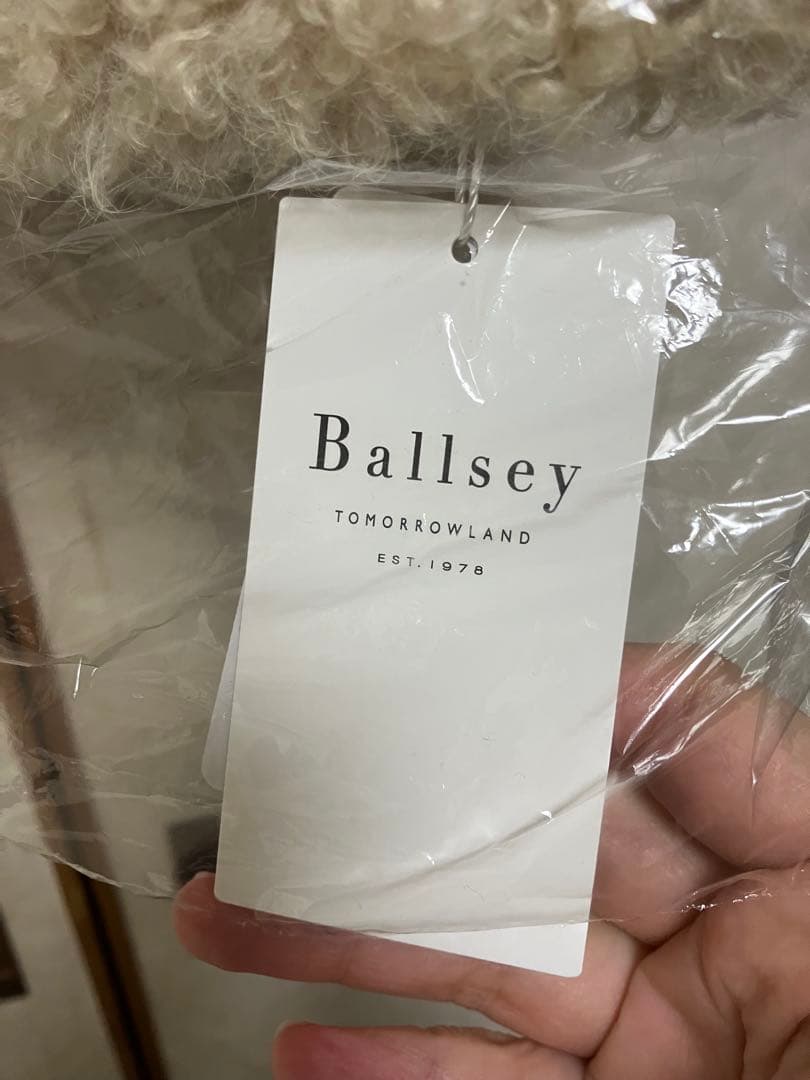 Ballsey
TOMORROWLAND
EST. 1978